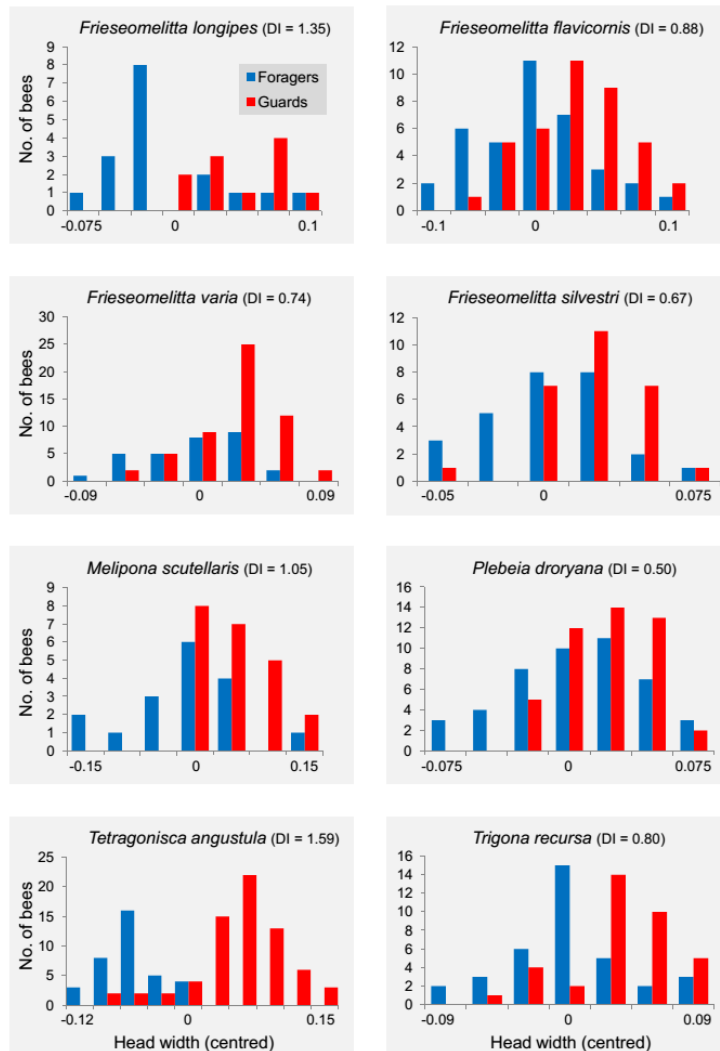 Frieseomelitta longipes (DI = 1.35)
9
8
7
6
5
4
3
2
1
0
No. of bees
Foragers
Guards
-0.075 0 0.1
Frieseomelitta flavicornis (DI = 0.88)
12
10
8
6
4
2
0
-0.1 0 0.1
Frieseomelitta varia (DI = 0.74)
30
25
20
15
10
5
0
No. of bees
-0.09 0 0.09
Frieseomelitta silvestri (DI = 0.67)
12
10
8
6
4
2
0
-0.05 0 0.075
Melipona scutellaris (DI = 1.05)
9
8
7
6
5
4
3
2
1
0
No. of bees
-0.15 0 0.15
Plebeia droryana (DI = 0.50)
16
14
12
10
8
6
4
2
0
-0.075 0 0.075
Tetragonisca angustula (DI = 1.59)
25
20
15
10
5
0
No. of bees
-0.12 0 0.15
Head width (centred)
Trigona recursa (DI = 0.80)
16
14
12
10
8
6
4
2
0
-0.09 0 0.09
Head width (centred)